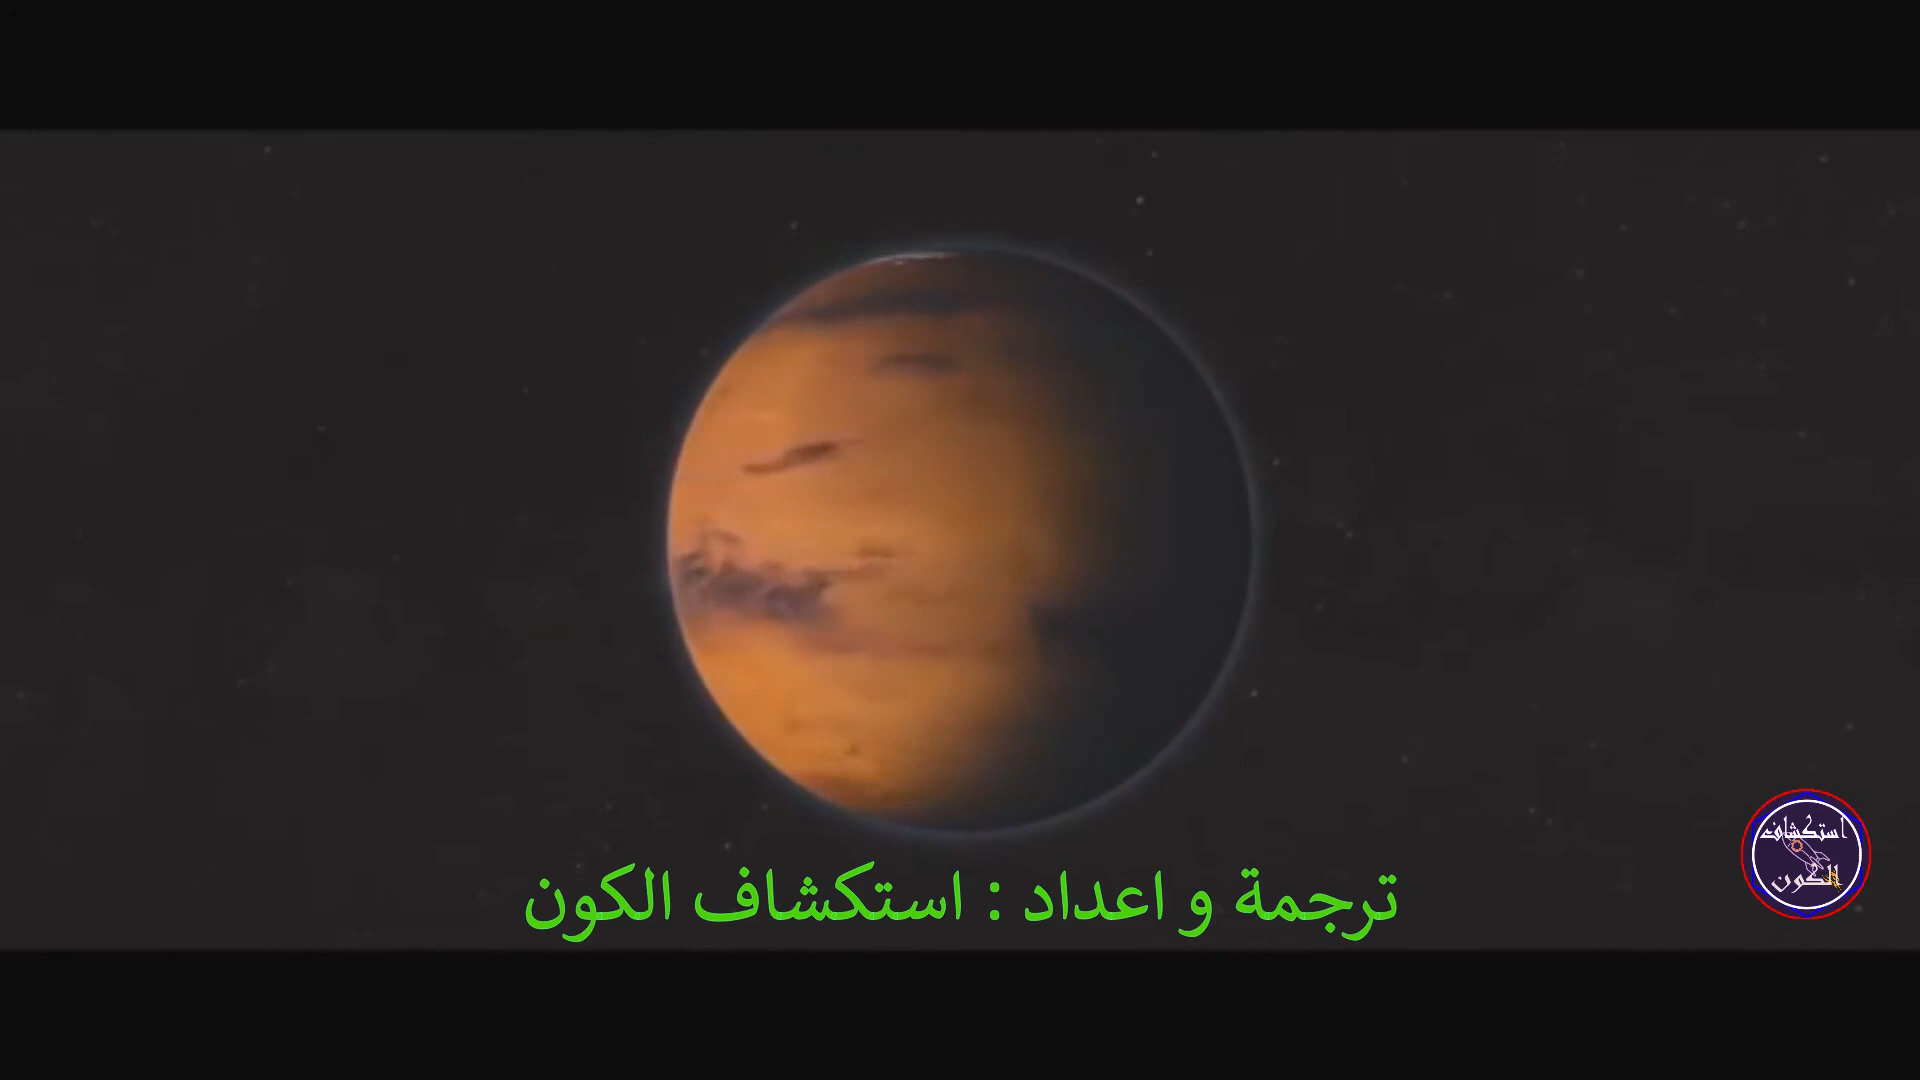 ترجمة و اعداد : استكشاف الكون
استكشاف
الكون